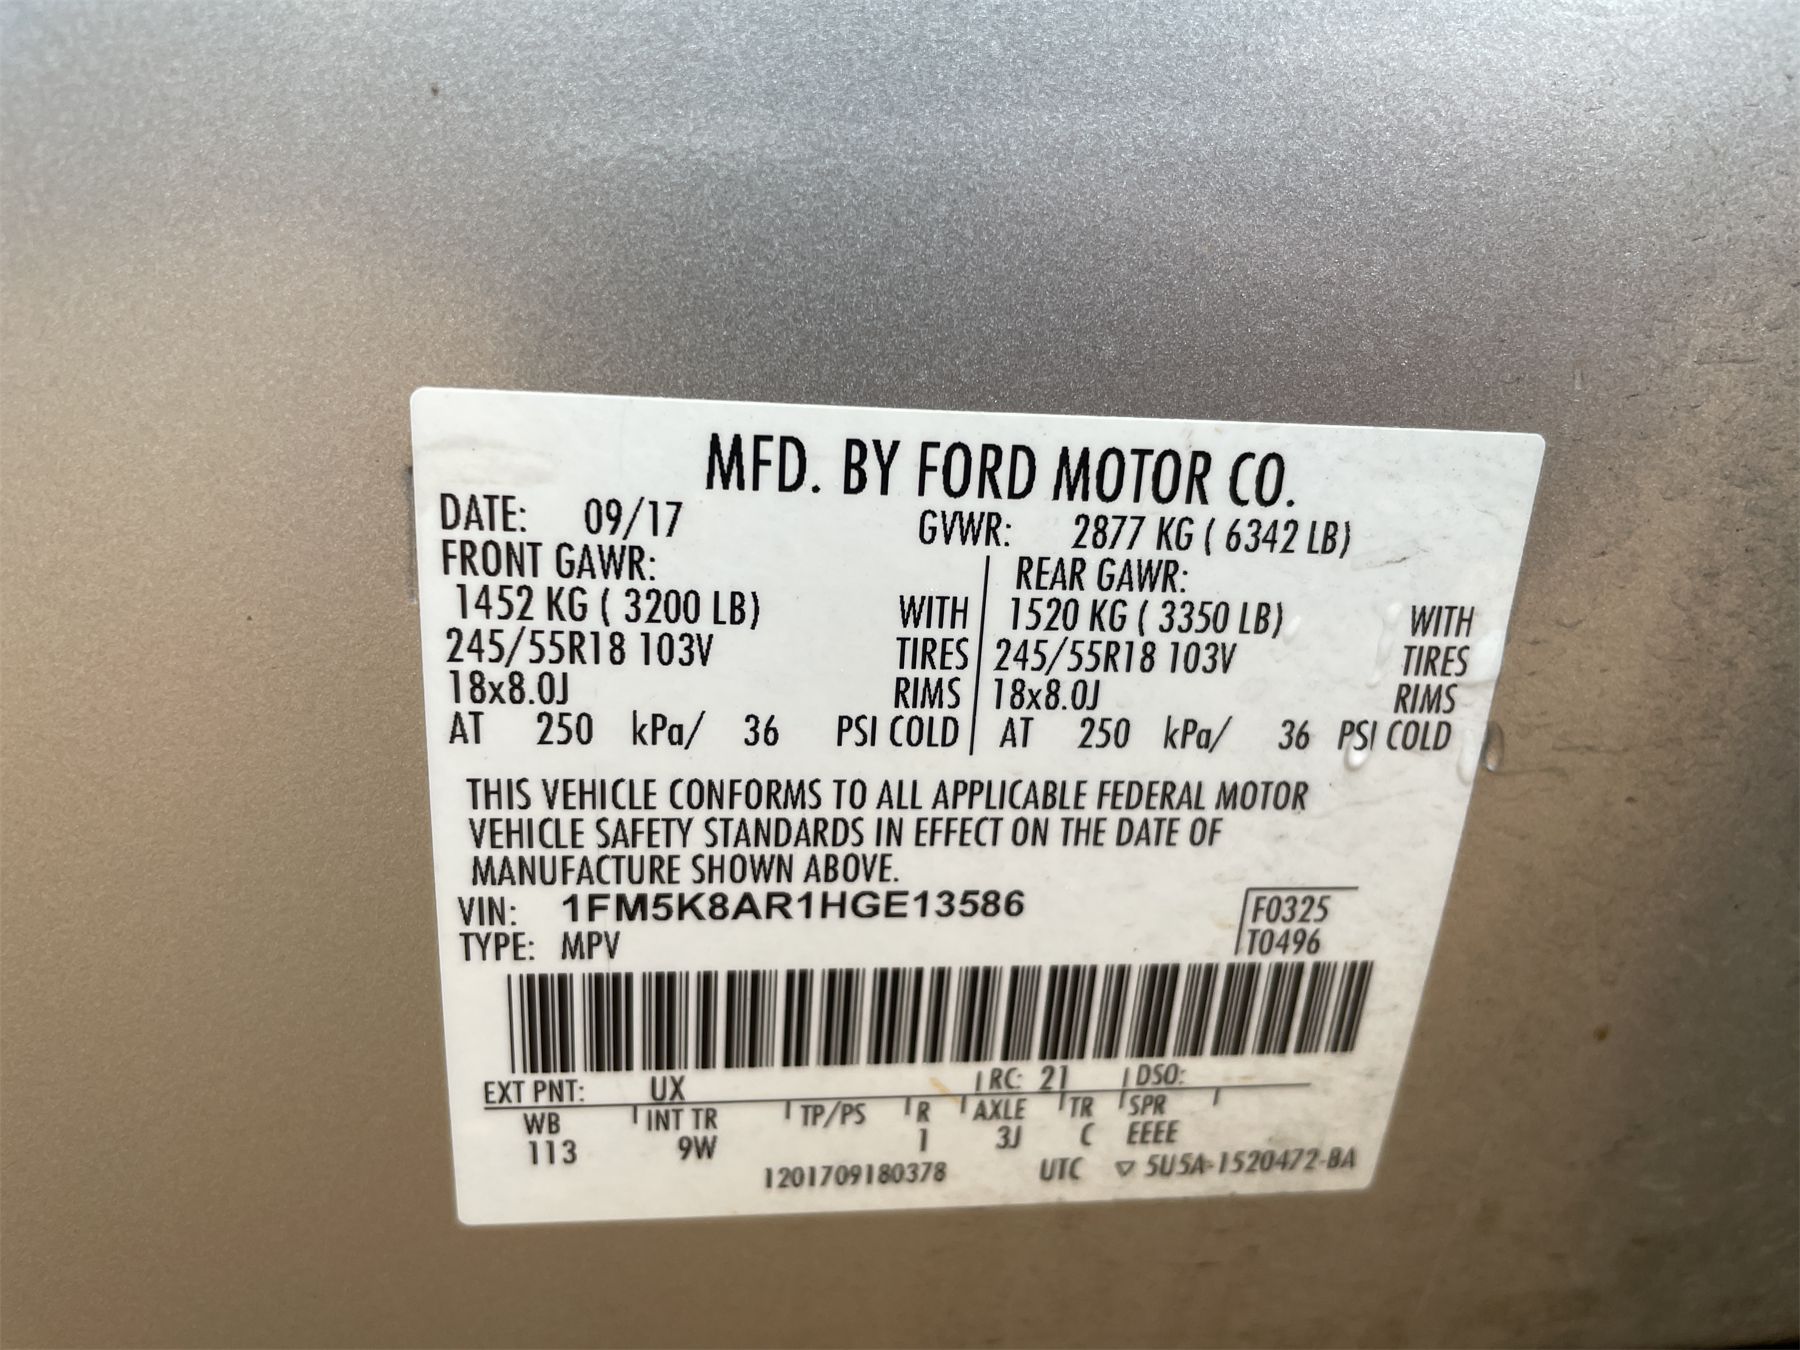 MFD. BY FORD MOTOR CO.
DATE: 09/17 GVWR: 2877 KG ( 6342 LB)
FRONT GAWR: REAR GAWR:
1452 KG ( 3200 LB) WITH 1520 KG ( 3350 LB) WITH
245/55R18 103V TIRES 245/55R18 103V TIRES
18x8.0J RIMS 18x8.0J RIMS
AT 250 kPa/ 36 PSI COLD AT 250 kPa/ 36 PSI COLD
THIS VEHICLE CONFORMS TO ALL APPLICABLE FEDERAL MOTOR
VEHICLE SAFETY STANDARDS IN EFFECT ON THE DATE OF
MANUFACTURE SHOWN ABOVE.
VIN: 1FM5K8AR1HGE13586 F0325
TYPE: MPV T0496
EXT PNT: UX RC: 21 DSO:
WB INT TR TP/PS R AXLE TR SPR
113 9W 1 3J C EEEE
1201709180378 UTC ▽ 5U5A-1520472-BA